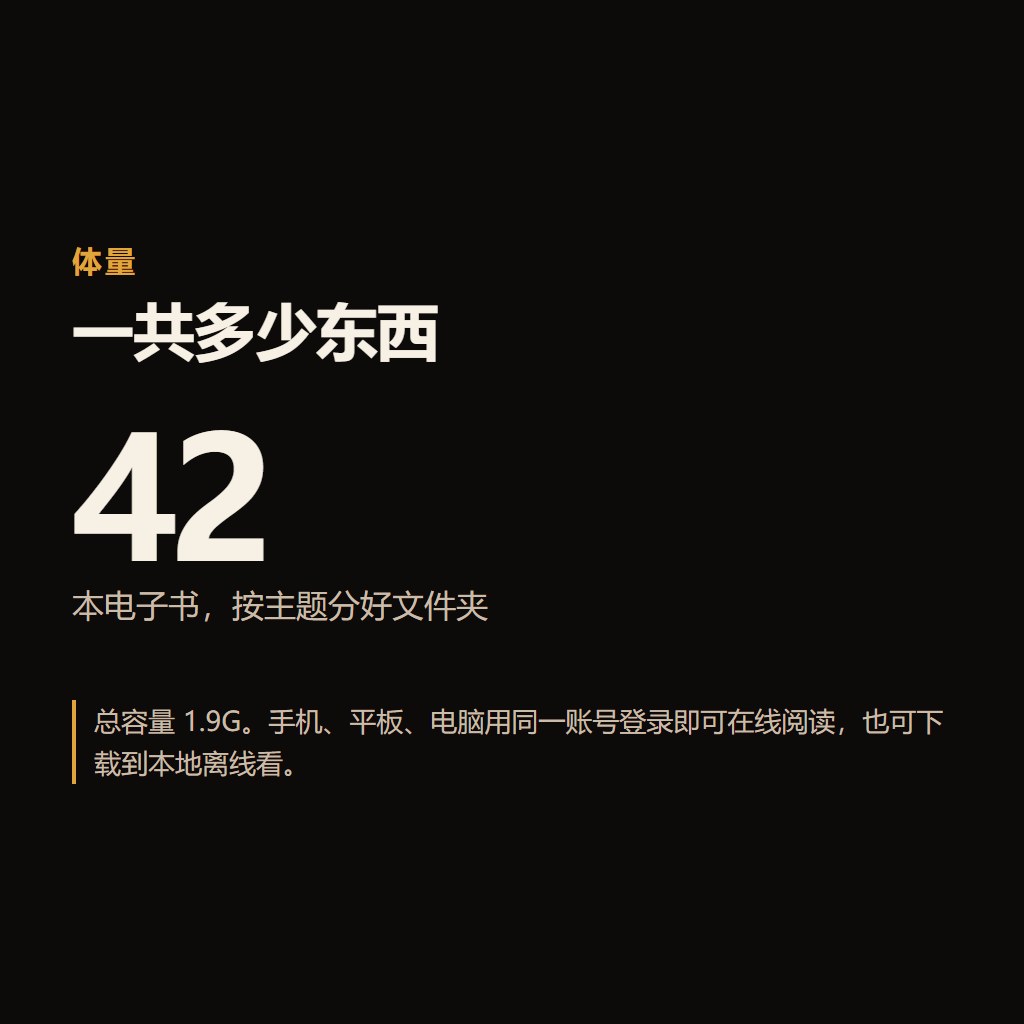 体量
一共多少东西
42
本电子书，按主题分好文件夹
总容量 1.9G。手机、平板、电脑用同一账号登录即可在线阅读，也可下
载到本地离线看。